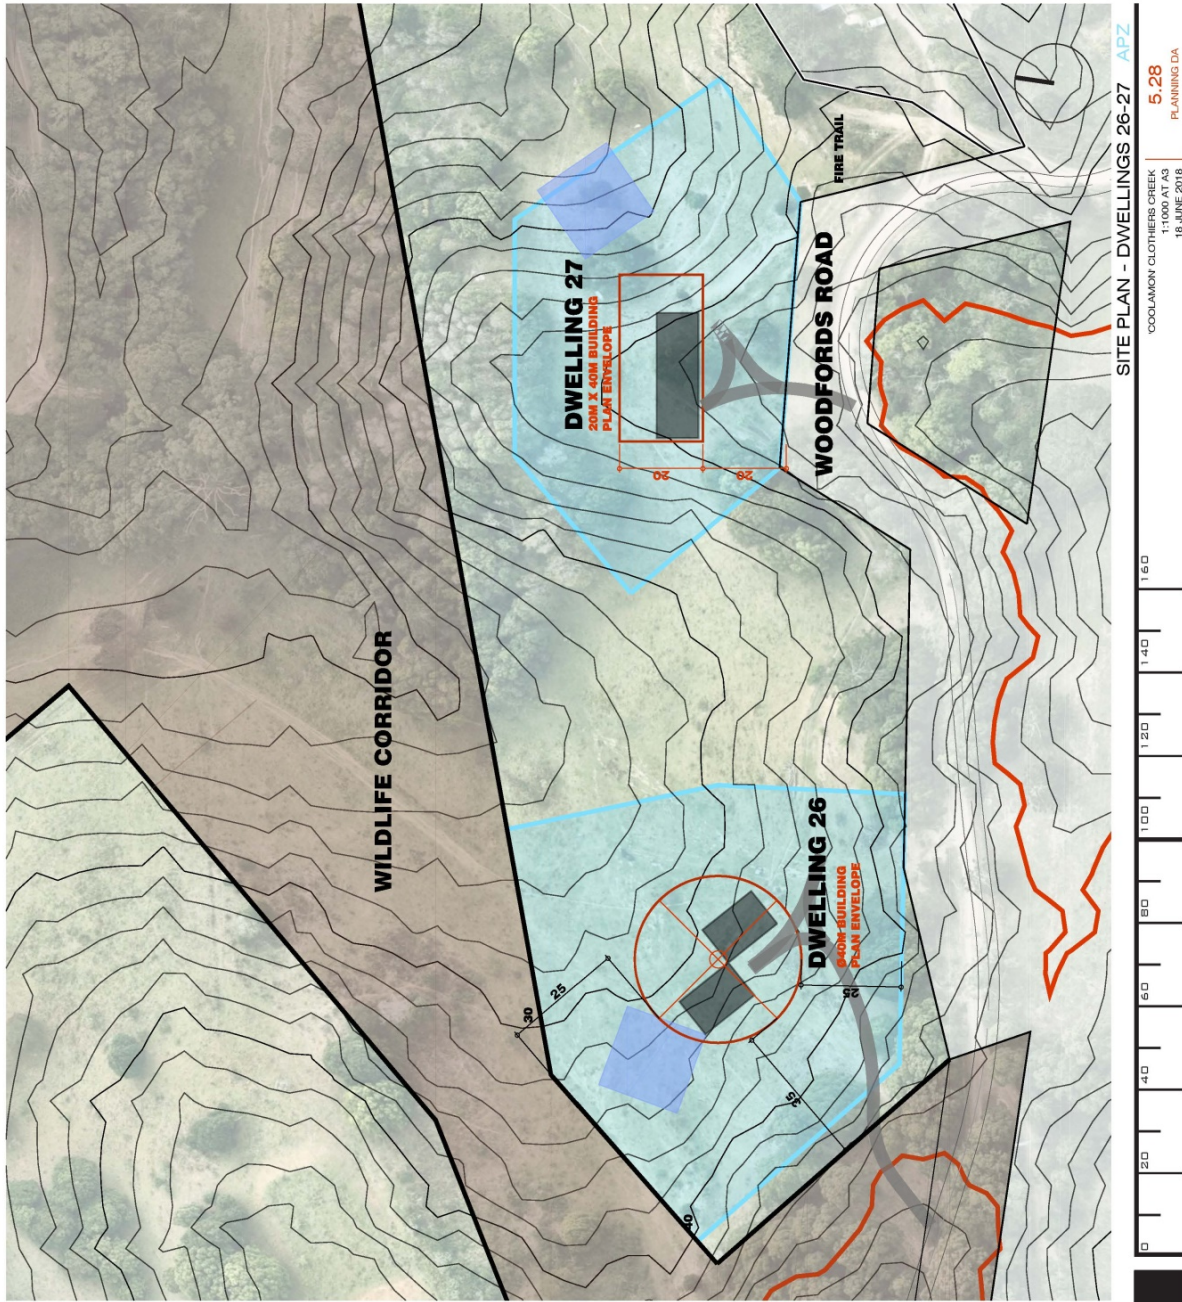 WILDLIFE CORRIDOR
DWELLING 27
20M X 40M BUILDING
PLAN ENVELOPE
20
20
WOODFORDS ROAD
FIRE TRAIL
DWELLING 26
Ø40M BUILDING
PLAN ENVELOPE
25
30
25
35
40
SITE PLAN - DWELLINGS 26-27 APZ
'COOLAMON' CLOTHIERS CREEK
1:1000 AT A3
18 JUNE 2018
5.28
PLANNING DA
0 20 40 60 80 100 120 140 160